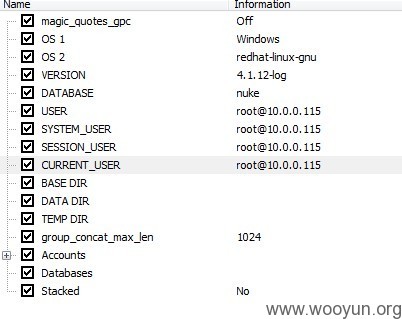 Name Information
magic_quotes_gpc Off
OS 1 Windows
OS 2 redhat-linux-gnu
VERSION 4.1.12-log
DATABASE nuke
USER root@10.0.0.115
SYSTEM_USER root@10.0.0.115
SESSION_USER root@10.0.0.115
CURRENT_USER root@10.0.0.115
BASE DIR
DATA DIR
TEMP DIR
group_concat_max_len 1024
Accounts
Databases
Stacked No
www.wooyun.org